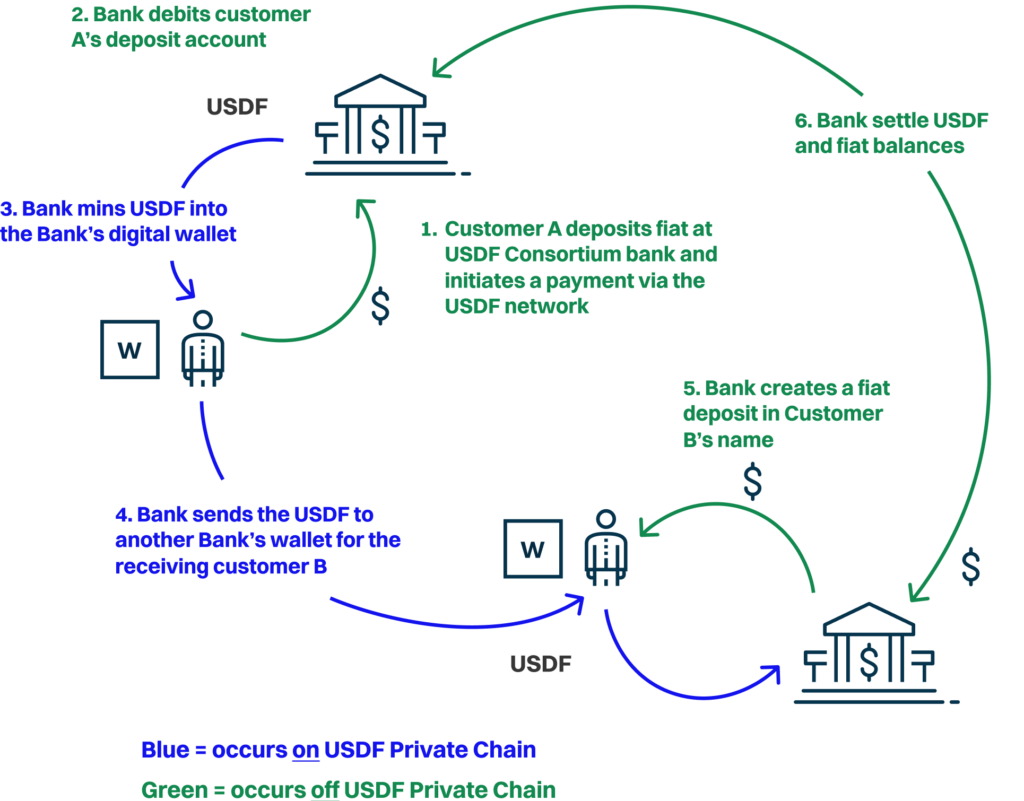 2. Bank debits customer
A's deposit account
USDF
$
6. Bank settle USDF
and fiat balances
3. Bank mins USDF into
the Bank's digital wallet
1. Customer A deposits fiat at
USDF Consortium bank and
initiates a payment via the
USDF network
$
W
5. Bank creates a fiat
deposit in Customer
B's name
$
4. Bank sends the USDF to
another Bank's wallet for the
receiving customer B
W
$
USDF
$
Blue = occurs on USDF Private Chain
Green = occurs off USDF Private Chain